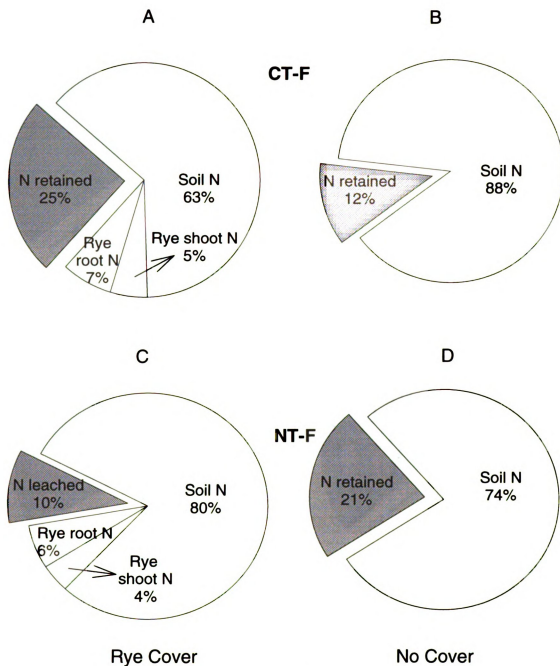 A
B
CT-F
N retained
25%
Soil N
63%
Rye
root N
7%
Rye shoot N
5%
N retained
12%
Soil N
88%
C
D
NT-F
N leached
10%
Soil N
80%
Rye root N
6%
Rye
shoot N
4%
N retained
21%
Soil N
74%
Rye Cover
No Cover